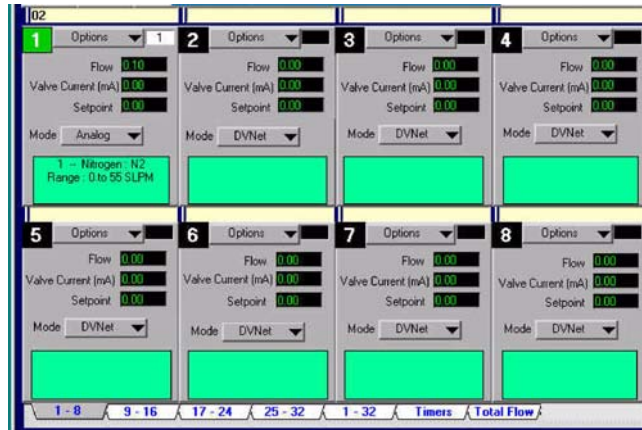 02
1 Options 1 2 Options 3 Options 4 Options
Flow 0.10 Flow 0.00 Flow 0.00 Flow 0.00
Valve Current (mA) 0.00 Valve Current (mA) 0.00 Valve Current (mA) 0.00 Valve Current (mA) 0.00
Setpoint 0.00 Setpoint 0.00 Setpoint 0.00 Setpoint 0.00
Mode Analog Mode DVNet Mode DVNet Mode DVNet
1 -- Nitrogen : N2
Range : 0 to 55 SLPM
5 Options 6 Options 7 Options 8 Options
Flow 0.00 Flow 0.00 Flow 0.00 Flow 0.00
Valve Current (mA) 0.00 Valve Current (mA) 0.00 Valve Current (mA) 0.00 Valve Current (mA) 0.00
Setpoint 0.00 Setpoint 0.00 Setpoint 0.00 Setpoint 0.00
Mode DVNet Mode DVNet Mode DVNet Mode DVNet
1 - 8 9 - 16 17 - 24 25 - 32 1 - 32 Timers Total Flow